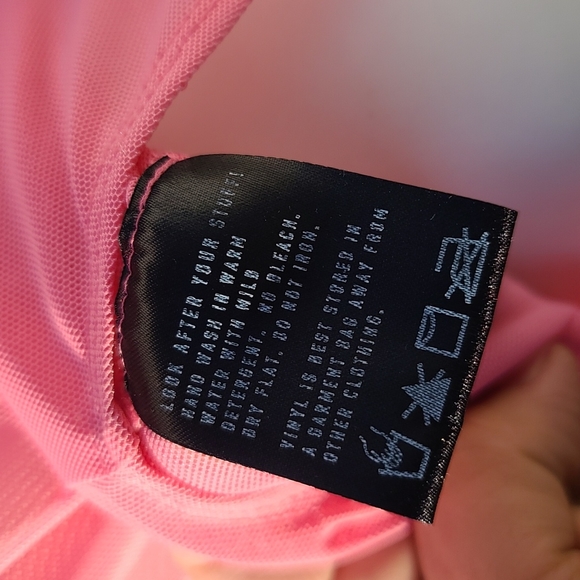 LOOK AFTER YOUR STUFF!
HAND WASH IN WARM
WATER WITH MILD
DETERGENT. NO BLEACH.
DRY FLAT. DO NOT IRON.
VINYL IS BEST STORED IN
A GARMENT BAG AWAY FROM
OTHER CLOTHING.